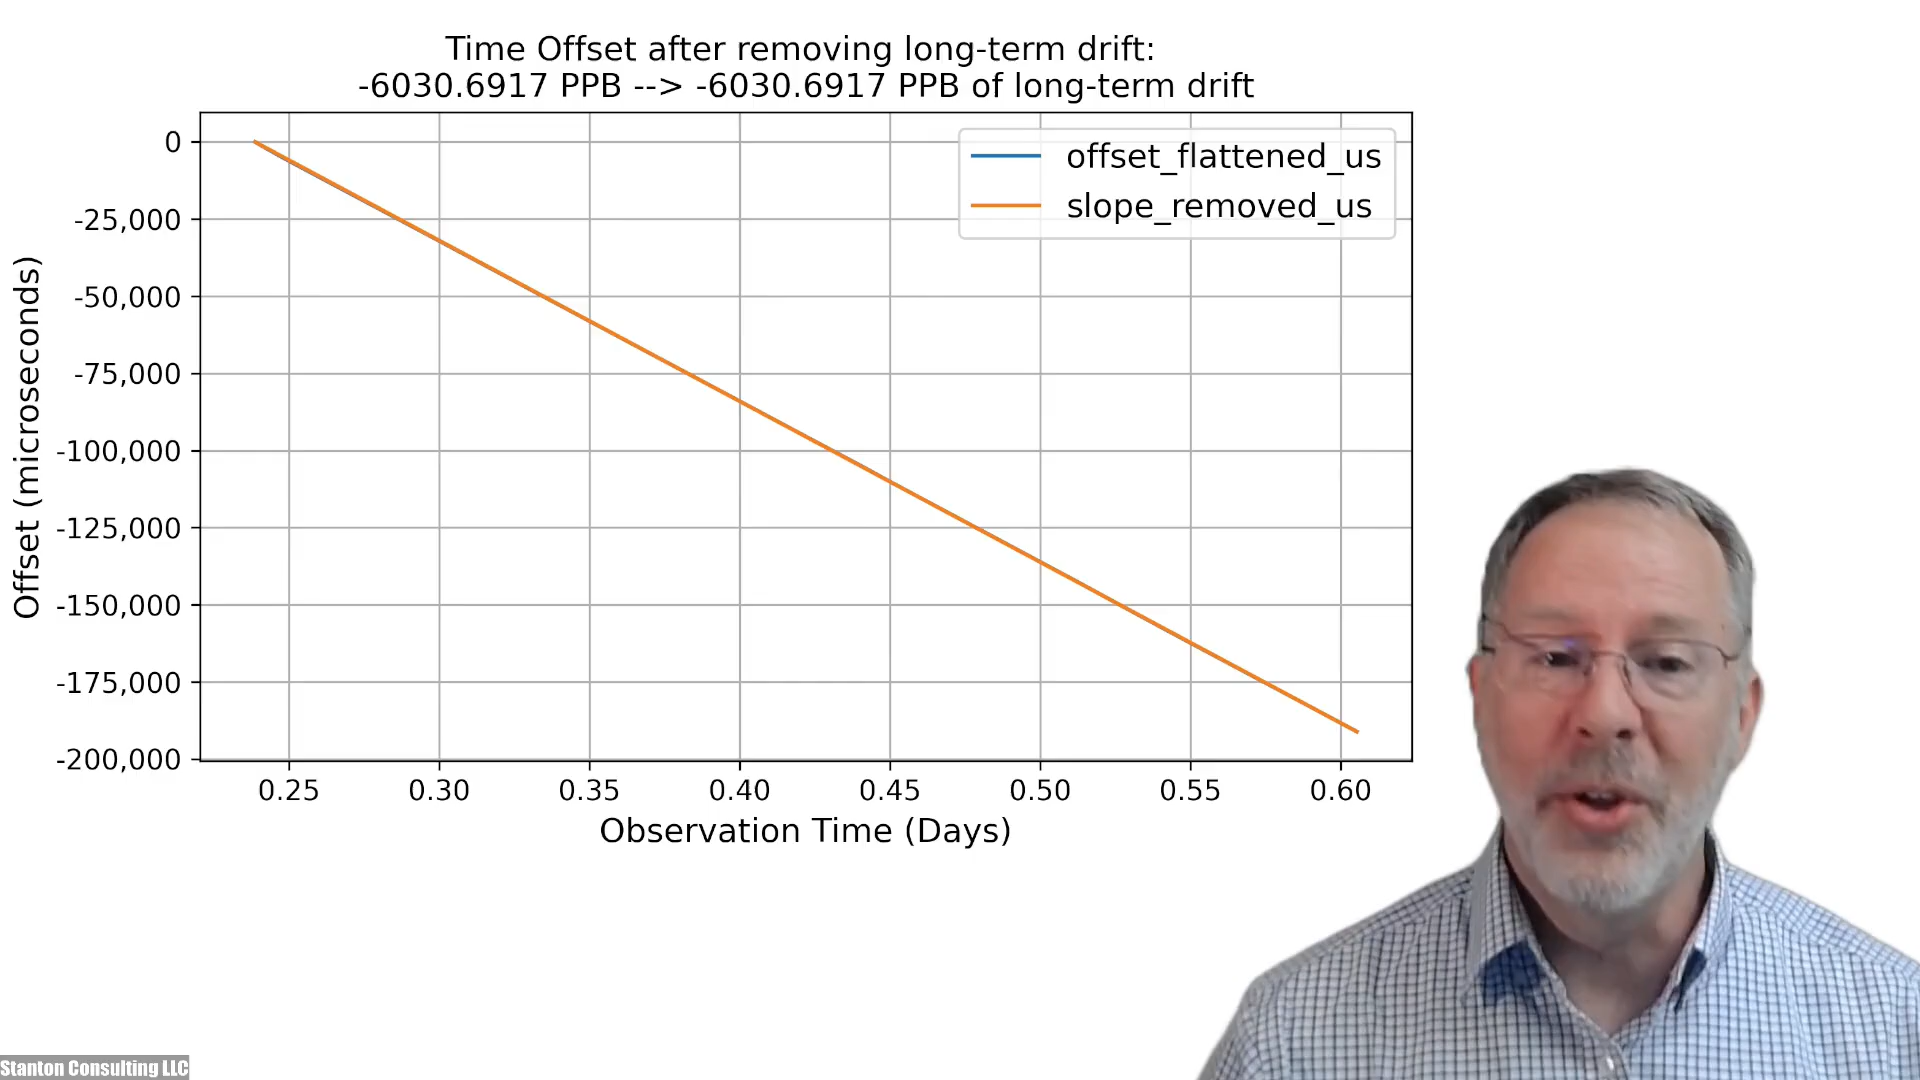 Time Offset after removing long-term drift:
-6030.6917 PPB --> -6030.6917 PPB of long-term drift
offset_flattened_us
slope_removed_us
Offset (microseconds)
0
-25,000
-50,000
-75,000
-100,000
-125,000
-150,000
-175,000
-200,000
0.25 0.30 0.35 0.40 0.45 0.50 0.55 0.60
Observation Time (Days)
Stanton Consulting LLC